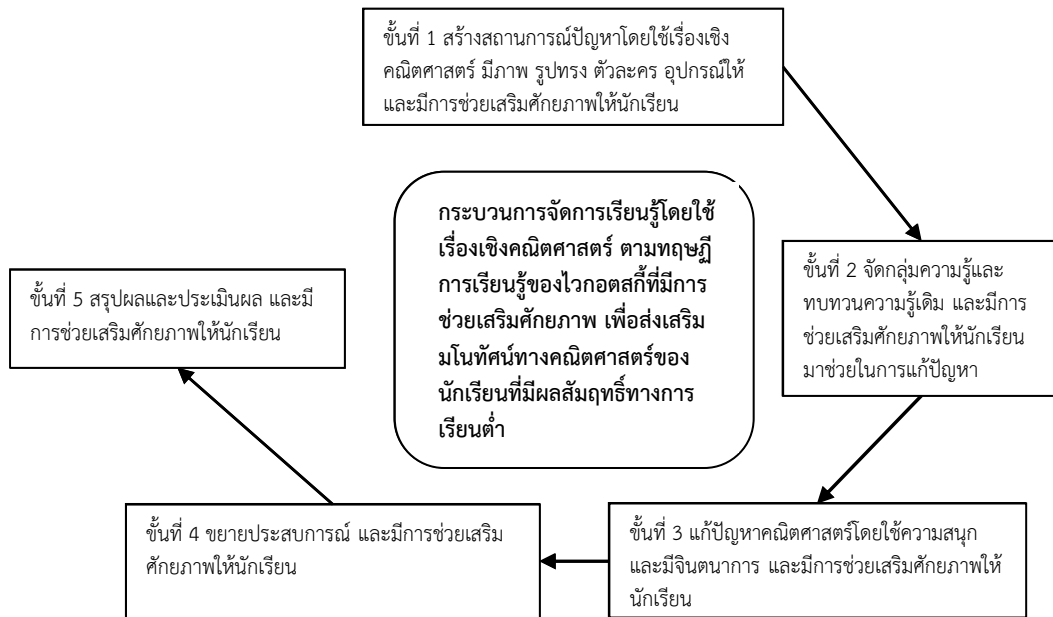 ขั้นที่ 1 สร้างสถานการณ์ปัญหาโดยใช้เรื่องเชิง
คณิตศาสตร์ มีภาพ รูปทรง ตัวละคร อุปกรณ์ให้
และมีการช่วยเสริมศักยภาพให้นักเรียน
กระบวนการจัดการเรียนรู้โดยใช้
เรื่องเชิงคณิตศาสตร์ ตามทฤษฏี
การเรียนรู้ของไวกอตสกี้ที่มีการ
ช่วยเสริมศักยภาพ เพื่อส่งเสริม
มโนทัศน์ทางคณิตศาสตร์ของ
นักเรียนที่มีผลสัมฤทธิ์ทางการ
เรียนต่ำ
ขั้นที่ 2 จัดกลุ่มความรู้และ
ทบทวนความรู้เดิม และมีการ
ช่วยเสริมศักยภาพให้นักเรียน
มาช่วยในการแก้ปัญหา
ขั้นที่ 3 แก้ปัญหาคณิตศาสตร์โดยใช้ความสนุก
และมีจินตนาการ และมีการช่วยเสริมศักยภาพให้
นักเรียน
ขั้นที่ 4 ขยายประสบการณ์ และมีการช่วยเสริม
ศักยภาพให้นักเรียน
ขั้นที่ 5 สรุปผลและประเมินผล และมี
การช่วยเสริมศักยภาพให้นักเรียน